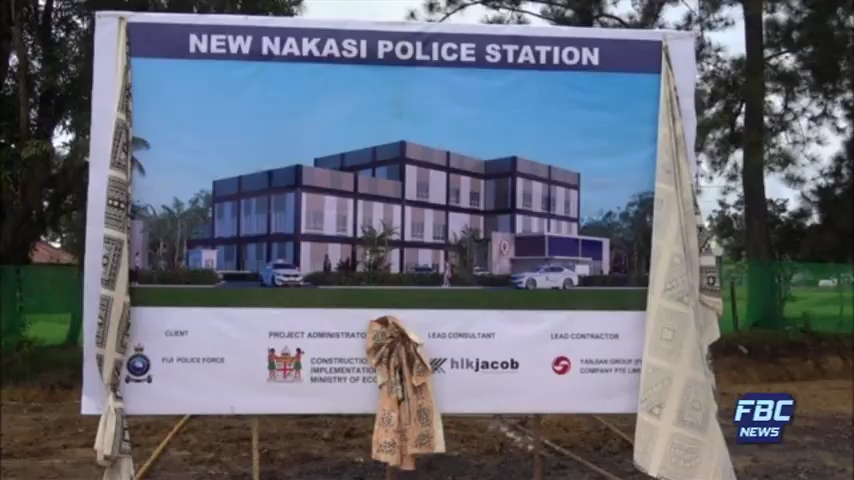 NEW NAKASI POLICE STATION
CLIENT
FIJI POLICE FORCE
PROJECT ADMINISTRATO
CONSTRUCTION
IMPLEMENTATION
MINISTRY OF ECO
LEAD CONSULTANT
hlkjacob
LEAD CONTRACTOR
YANJIAN GROUP (F
COMPANY PTE LIM
FBC
NEWS